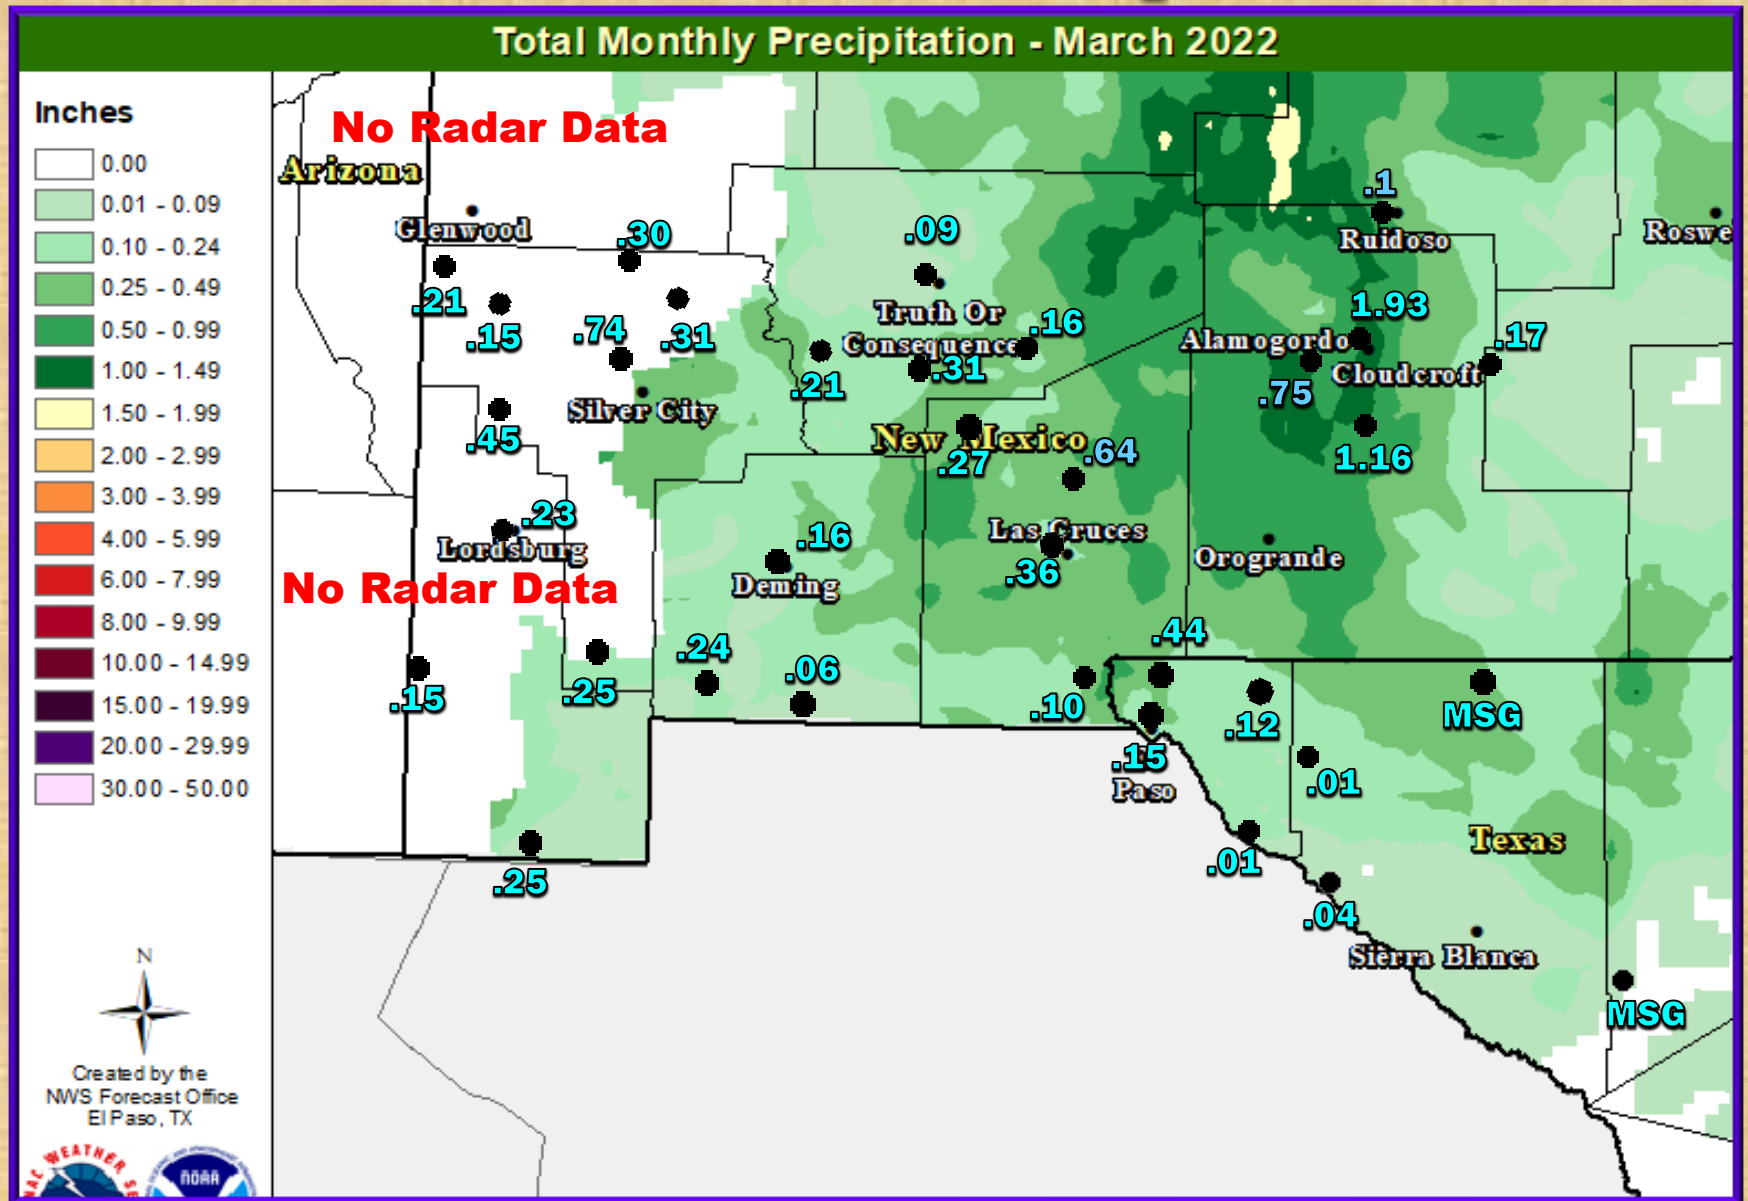 Total Monthly Precipitation - March 2022
Inches
0.00
0.01 - 0.09
0.10 - 0.24
0.25 - 0.49
0.50 - 0.99
1.00 - 1.49
1.50 - 1.99
2.00 - 2.99
3.00 - 3.99
4.00 - 5.99
6.00 - 7.99
8.00 - 9.99
10.00 - 14.99
15.00 - 19.99
20.00 - 29.99
30.00 - 50.00
N
Created by the
NWS Forecast Office
El Paso, TX
NOAA
No Radar Data
Arizona
Glenwood
.30
.21
.15
.74
.31
Silver City
.45
.23
Lordsburg
No Radar Data
.15
.25
.25
.09
Truth Or
Consequence
.16
.21
.31
New Mexico
.27
.64
.16
Deming
Las Cruces
.36
.24
.06
.10
.44
.12
.15
Paso
.1
Ruidoso
Roswe
1.93
Alamogordo
.17
Cloudcroft
.75
1.16
Orogrande
MSG
.01
Texas
.01
.04
Sierra Blanca
MSG